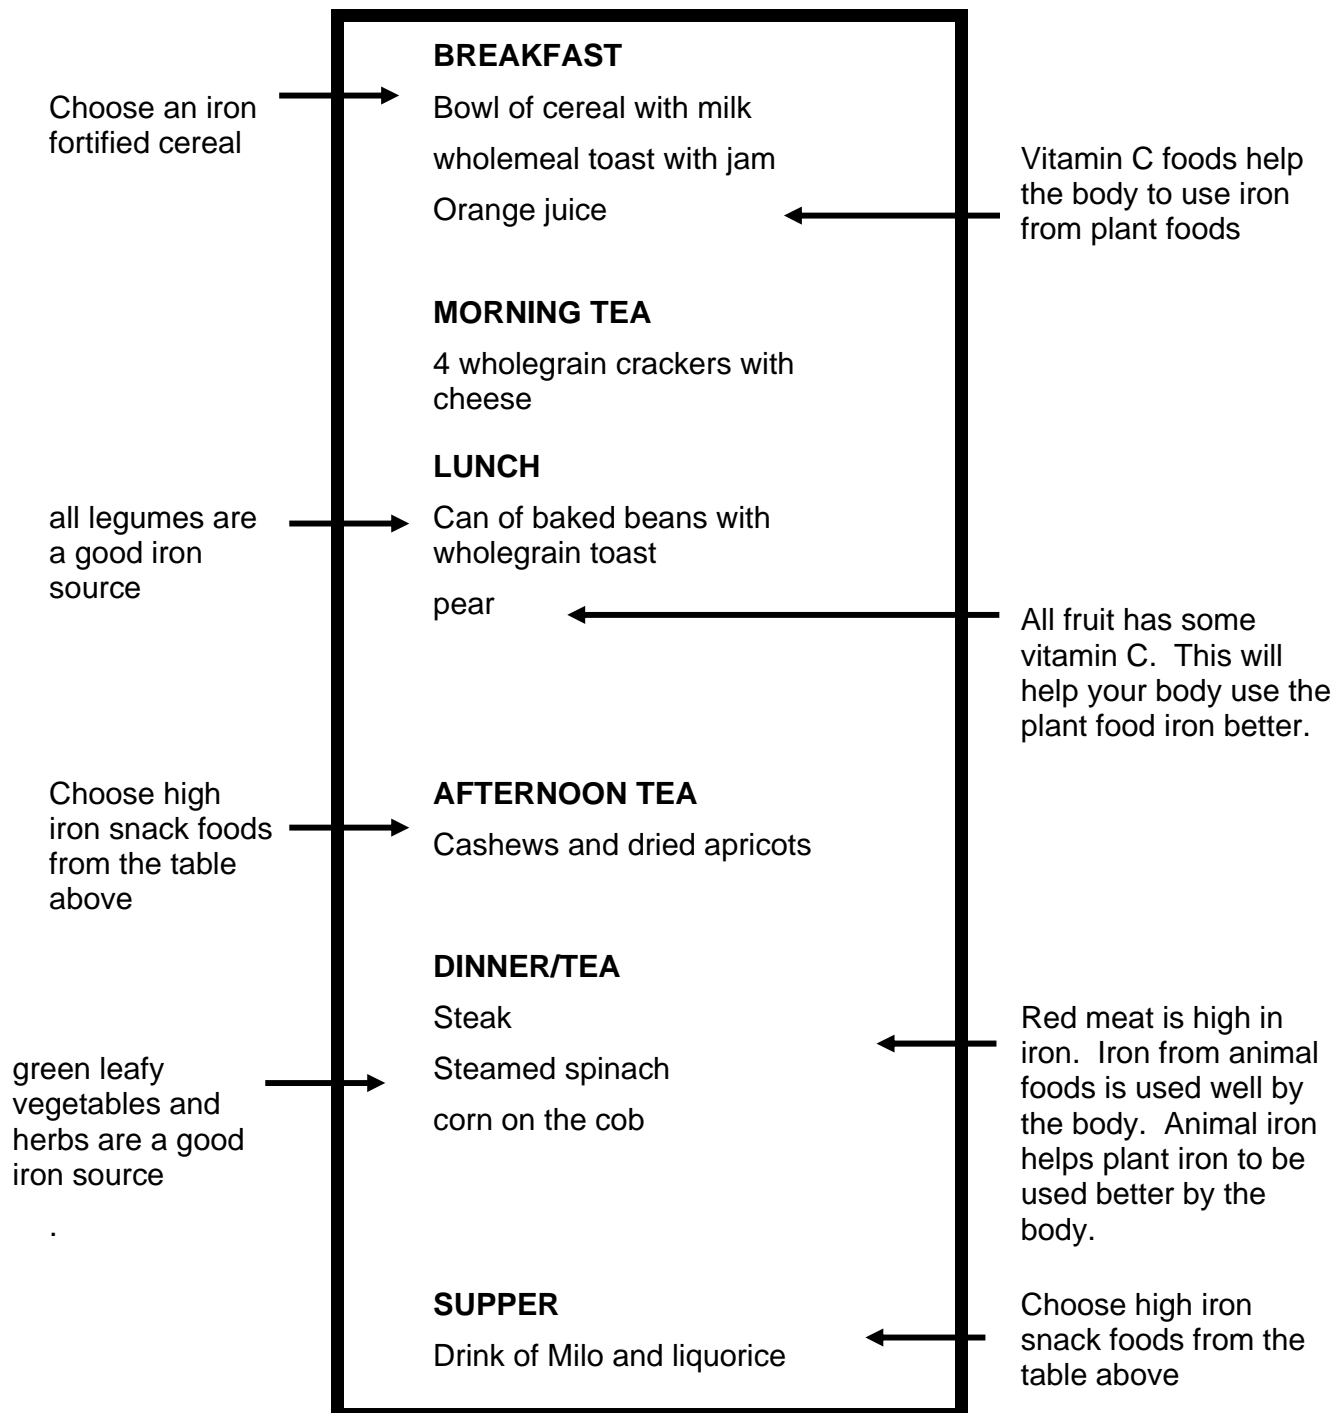 BREAKFAST
Choose an iron
fortified cereal
Bowl of cereal with milk
wholemeal toast with jam
Orange juice
Vitamin C foods help
the body to use iron
from plant foods
MORNING TEA
4 wholegrain crackers with
cheese
LUNCH
all legumes are
a good iron
source
Can of baked beans with
wholegrain toast
pear
All fruit has some
vitamin C.  This will
help your body use the
plant food iron better.
Choose high
iron snack foods
from the table
above
AFTERNOON TEA
Cashews and dried apricots
DINNER/TEA
Steak
Steamed spinach
corn on the cob
green leafy
vegetables and
herbs are a good
iron source
.
Red meat is high in
iron.  Iron from animal
foods is used well by
the body.  Animal iron
helps plant iron to be
used better by the
body.
SUPPER
Drink of Milo and liquorice
Choose high iron
snack foods from the
table above